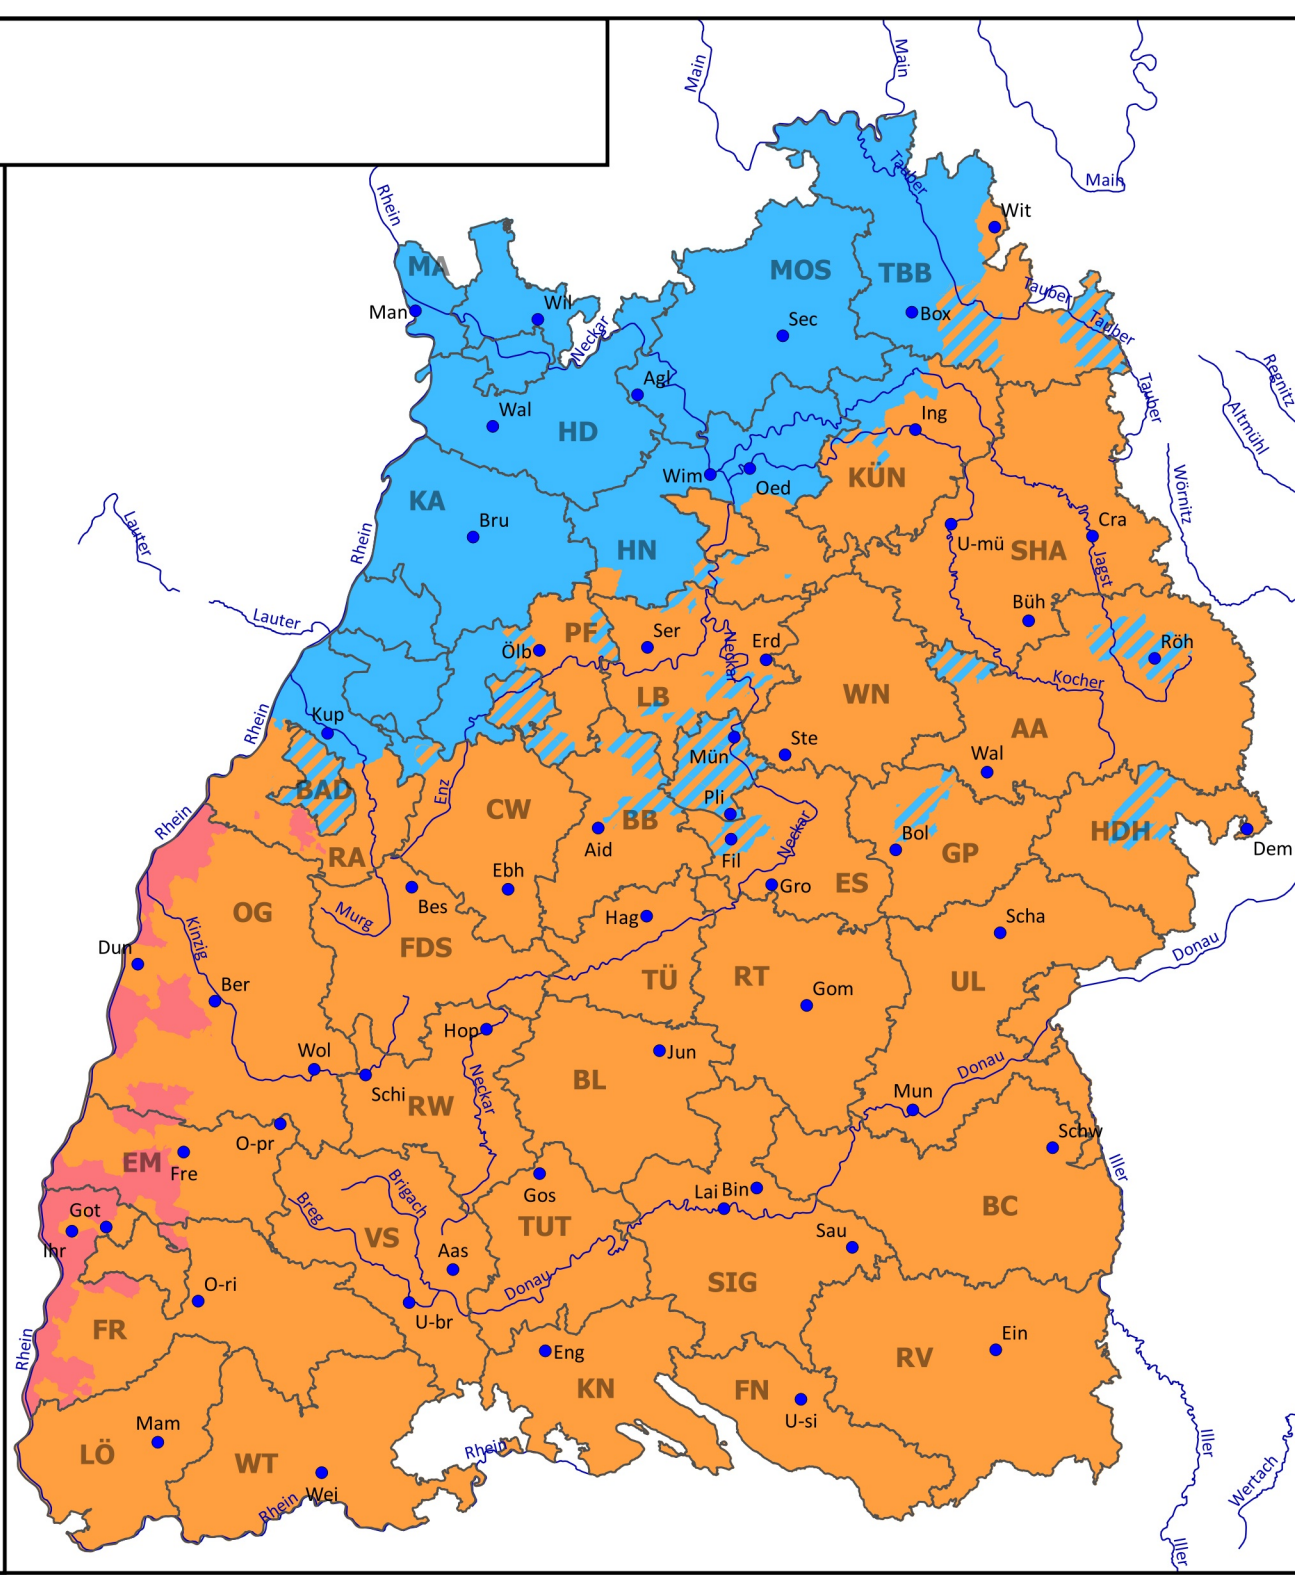 Main
Main
Tauber
Main
Rhein
Wit
MA
MOS
TBB
Tauber
Man
Wil
Neckar
Sec
Box
Tauber
Regnitz
Agl
Tauber
Wal
HD
Ing
Altmühl
Wim
Oed
KÜN
Wörnitz
KA
Bru
Lauter
Rhein
HN
U-mü
SHA
Cra
Jagst
Lauter
Büh
PF
Ser
Neckar
Erd
Röh
Ölb
LB
WN
Kocher
Rhein
Kup
AA
Mün
Ste
Wal
BAD
Enz
CW
Pli
Rhein
BB
Neckar
Bol
HDH
Aid
Fil
GP
Dem
RA
Ebh
Gro
ES
Bes
OG
Murg
Hag
Scha
Kinzig
FDS
Dun
Donau
TÜ
RT
UL
Ber
Gom
Hop
Wol
Jun
Donau
Schi
Neckar
BL
RW
Mun
O-pr
Schw
EM
Fre
Iller
Breg
Brigach
Gos
Lai
Bin
BC
Got
VS
TUT
Sau
Ihr
Aas
O-ri
Donau
SIG
U-br
FR
Rhein
Eng
Ein
RV
KN
FN
U-si
Mam
LÖ
WT
Rhein
Iller
Wei
Rhein
Wertach
Iller